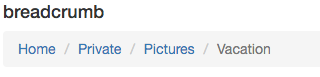 breadcrumb
Home / Private / Pictures / Vacation